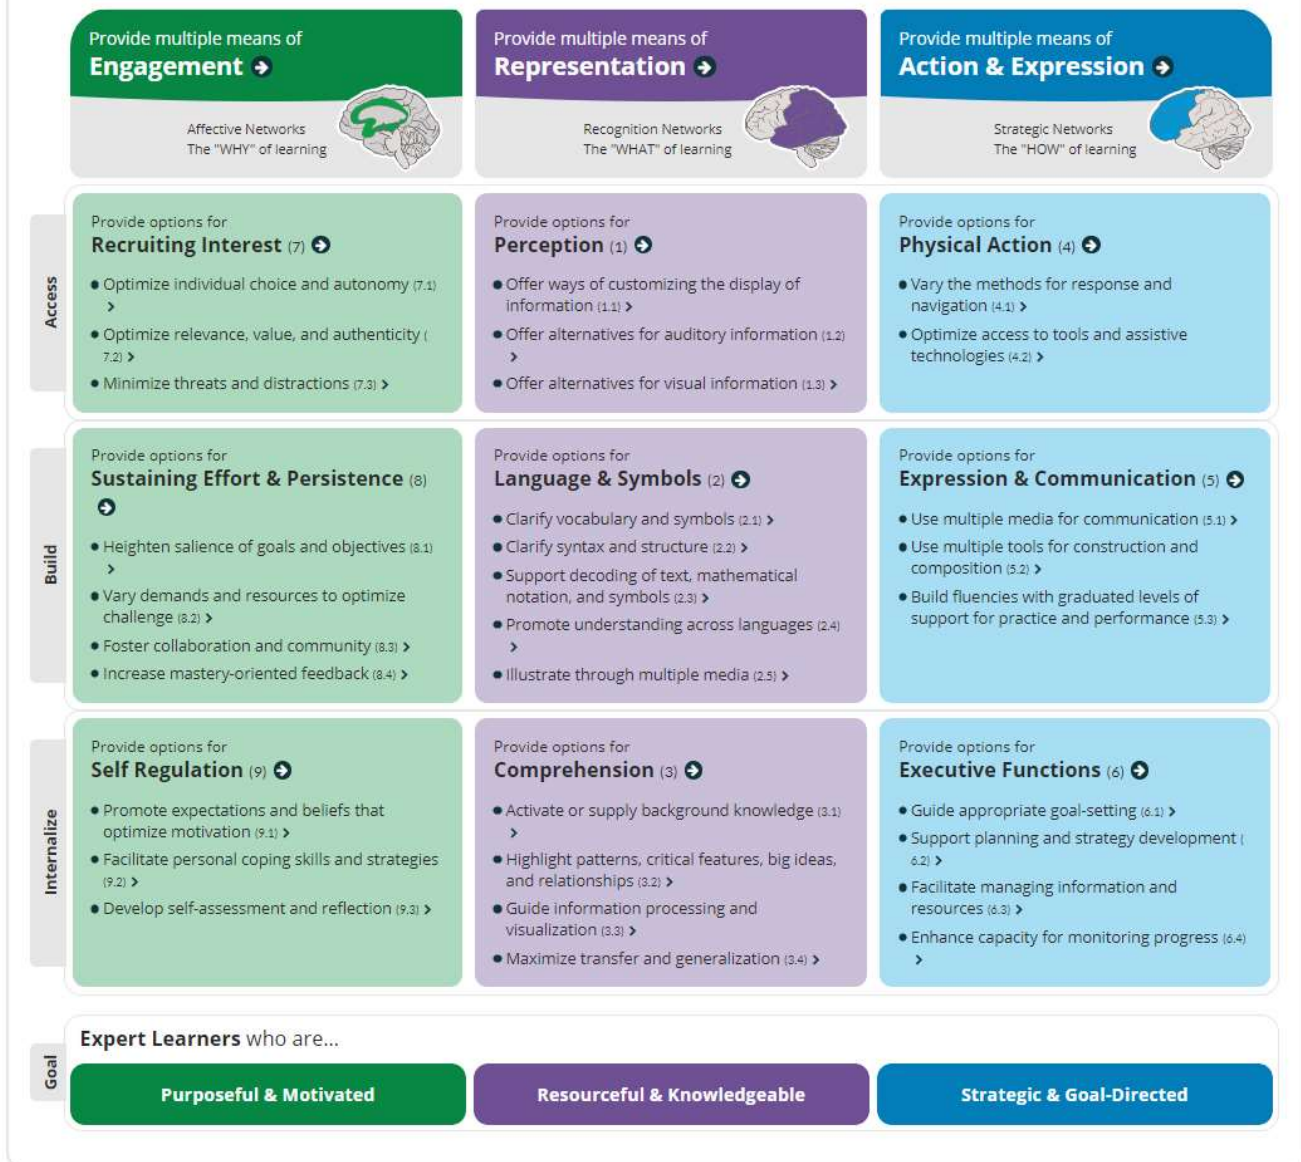 Provide multiple means of
Engagement
Affective Networks
The "WHY" of learning
Provide multiple means of
Representation
Recognition Networks
The "WHAT" of learning
Provide multiple means of
Action & Expression
Strategic Networks
The "HOW" of learning
Access
Provide options for
Recruiting Interest (7)
• Optimize individual choice and autonomy (7.1)
>
• Optimize relevance, value, and authenticity (
7.2) >
• Minimize threats and distractions (7.3) >
Provide options for
Perception (1)
• Offer ways of customizing the display of
information (1.1) >
• Offer alternatives for auditory information (1.2)
>
• Offer alternatives for visual information (1.3) >
Provide options for
Physical Action (4)
• Vary the methods for response and
navigation (4.1) >
• Optimize access to tools and assistive
technologies (4.2) >
Build
Provide options for
Sustaining Effort & Persistence (8)
• Heighten salience of goals and objectives (8.1)
>
• Vary demands and resources to optimize
challenge (8.2) >
• Foster collaboration and community (8.3) >
• Increase mastery-oriented feedback (8.4) >
Provide options for
Language & Symbols (2)
• Clarify vocabulary and symbols (2.1) >
• Clarify syntax and structure (2.2) >
• Support decoding of text, mathematical
notation, and symbols (2.3) >
• Promote understanding across languages (2.4)
>
• Illustrate through multiple media (2.5) >
Provide options for
Expression & Communication (5)
• Use multiple media for communication (5.1) >
• Use multiple tools for construction and
composition (5.2) >
• Build fluencies with graduated levels of
support for practice and performance (5.3) >
Internalize
Provide options for
Self Regulation (9)
• Promote expectations and beliefs that
optimize motivation (9.1) >
• Facilitate personal coping skills and strategies
(9.2) >
• Develop self-assessment and reflection (9.3) >
Provide options for
Comprehension (3)
• Activate or supply background knowledge (3.1)
>
• Highlight patterns, critical features, big ideas,
and relationships (3.2) >
• Guide information processing and
visualization (3.3) >
• Maximize transfer and generalization (3.4) >
Provide options for
Executive Functions (6)
• Guide appropriate goal-setting (6.1) >
• Support planning and strategy development (
6.2) >
• Facilitate managing information and
resources (6.3) >
• Enhance capacity for monitoring progress (6.4)
>
Goal
Expert Learners who are...
Purposeful & Motivated
Resourceful & Knowledgeable
Strategic & Goal-Directed